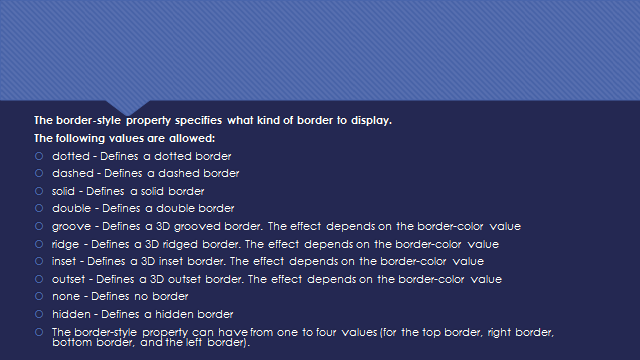 The border-style property specifies what kind of border to display.
The following values are allowed:
dotted - Defines a dotted border
dashed - Defines a dashed border
solid - Defines a solid border
double - Defines a double border
groove - Defines a 3D grooved border. The effect depends on the border-color value
ridge - Defines a 3D ridged border. The effect depends on the border-color value
inset - Defines a 3D inset border. The effect depends on the border-color value
outset - Defines a 3D outset border. The effect depends on the border-color value
none - Defines no border
hidden - Defines a hidden border
The border-style property can have from one to four values (for the top border, right border,
bottom border, and the left border).